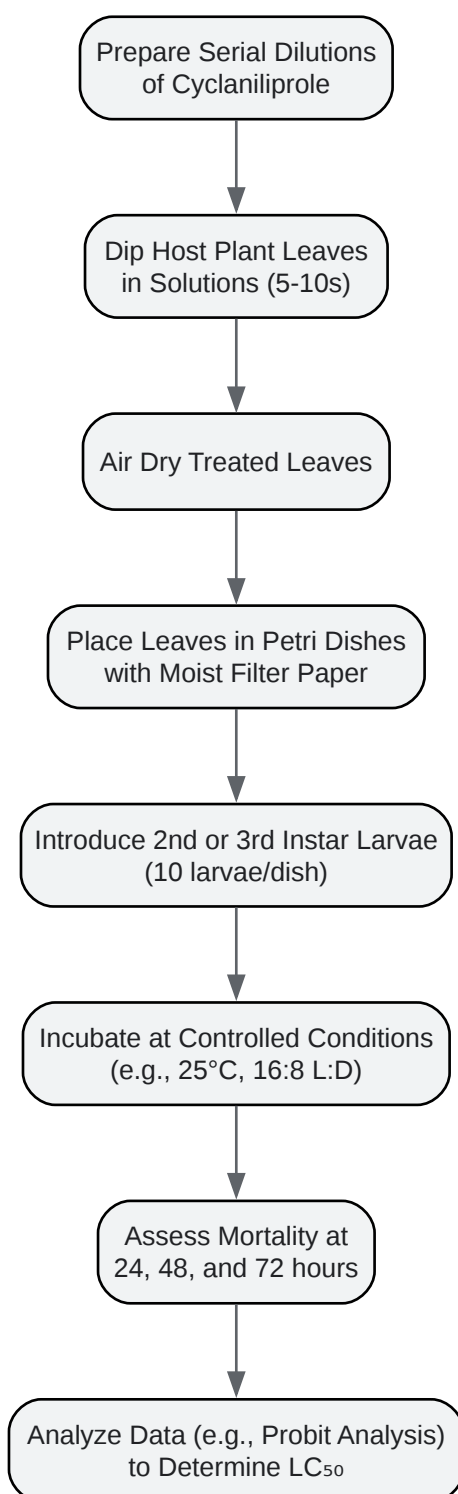 Prepare Serial Dilutions
of Cyclaniliprole
Dip Host Plant Leaves
in Solutions (5-10s)
Air Dry Treated Leaves
Place Leaves in Petri Dishes
with Moist Filter Paper
Introduce 2nd or 3rd Instar Larvae
(10 larvae/dish)
Incubate at Controlled Conditions
(e.g., 25°C, 16:8 L:D)
Assess Mortality at
24, 48, and 72 hours
Analyze Data (e.g., Probit Analysis)
to Determine LC₅₀